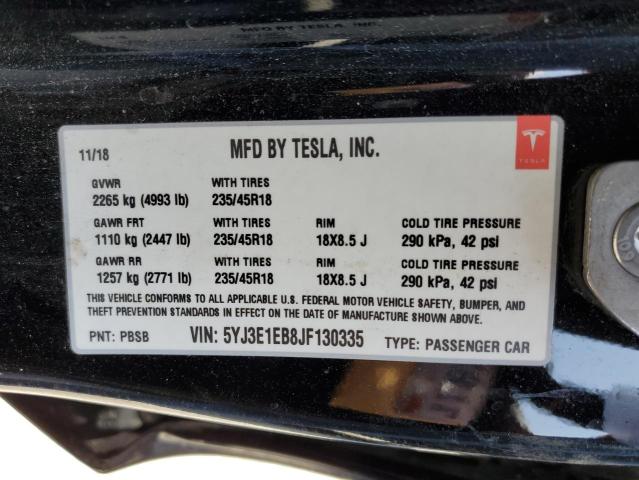 MFD BY TESLA, INC.
11/18 MFD BY TESLA, INC.
TESLA
GVWR WITH TIRES
2265 kg (4993 lb) 235/45R18
GAWR FRT WITH TIRES RIM COLD TIRE PRESSURE
1110 kg (2447 lb) 235/45R18 18X8.5 J 290 kPa, 42 psi
GAWR RR WITH TIRES RIM COLD TIRE PRESSURE
1257 kg (2771 lb) 235/45R18 18X8.5 J 290 kPa, 42 psi
THIS VEHICLE CONFORMS TO ALL APPLICABLE U.S. FEDERAL MOTOR VEHICLE SAFETY, BUMPER, AND
THEFT PREVENTION STANDARDS IN EFFECT ON THE DATE OF MANUFACTURE SHOWN ABOVE.
PNT: PBSB VIN: 5YJ3E1EB8JF130335 TYPE: PASSENGER CAR